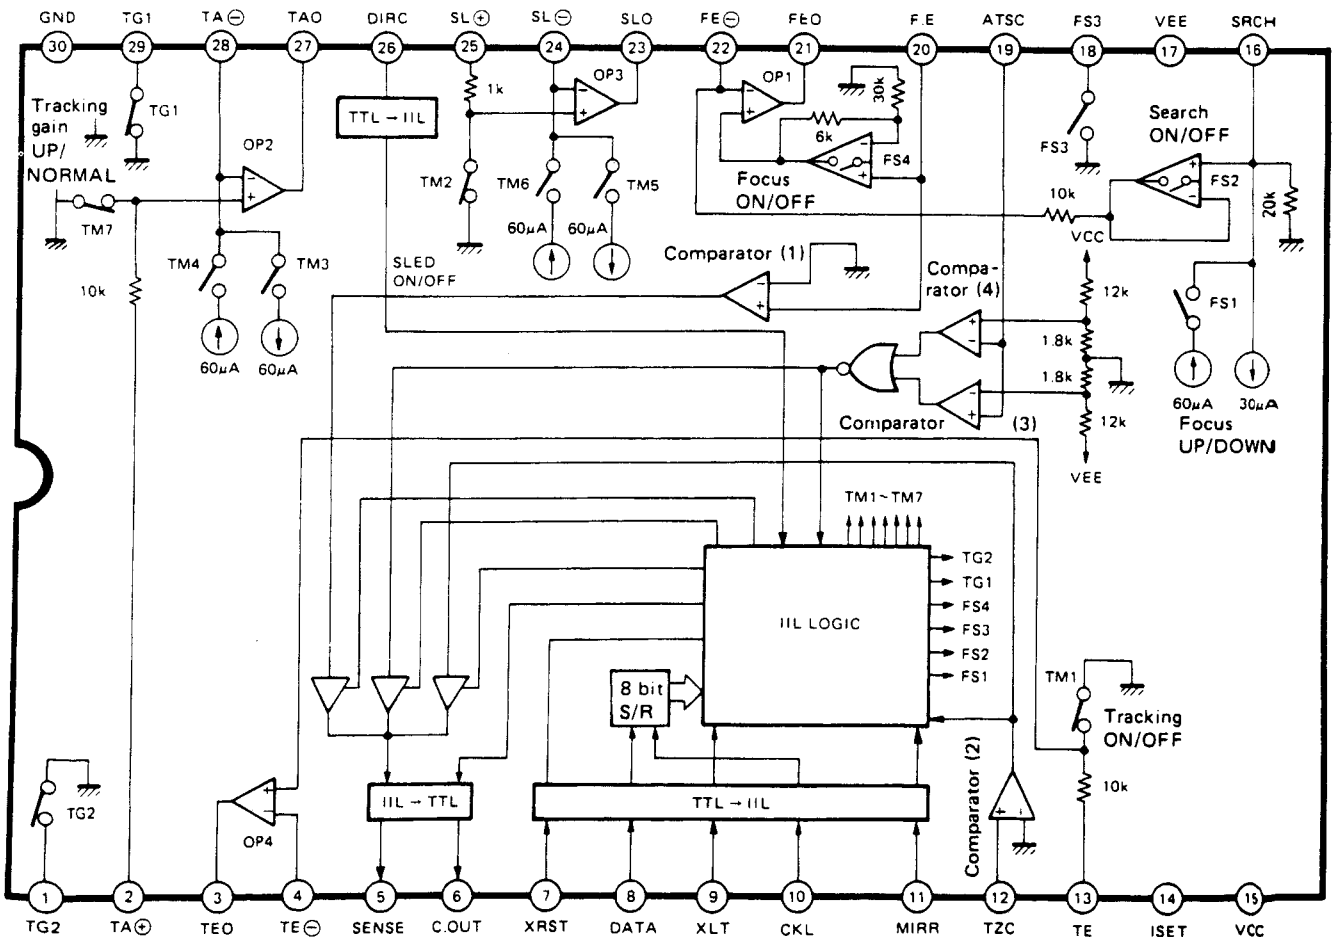 GND TG1 TA⊖ TAO DIRC SL⊕ SL⊖ SLO FE⊖ FEO F.E ATSC FS3 VEE SRCH
30 29 28 27 26 25 24 23 22 21 20 19 18 17 16
Tracking
gain
UP/
NORMAL
TG1
TM7
10k
OP2
TM4
TM3
60μA
60μA
TTL → IIL
SLED
ON/OFF
1k
TM2
OP3
TM6
TM5
60μA
60μA
OP1
30k
6k
FS4
Focus
ON/OFF
FS3
Search
ON/OFF
FS2
10k
20k
VCC
12k
1.8k
1.8k
12k
VEE
FS1
60μA
30μA
Focus
UP/DOWN
Comparator (1)
Compa-
rator (4)
Comparator (3)
TM1~TM7
IIL LOGIC
TG2
TG1
FS4
FS3
FS2
FS1
8 bit
S/R
TM1
Tracking
ON/OFF
10k
Comparator (2)
TG2
OP4
IIL → TTL
TTL → IIL
1 2 3 4 5 6 7 8 9 10 11 12 13 14 15
TG2 TA⊕ TEO TE⊖ SENSE C.OUT XRST DATA XLT CKL MIRR TZC TE ISET VCC